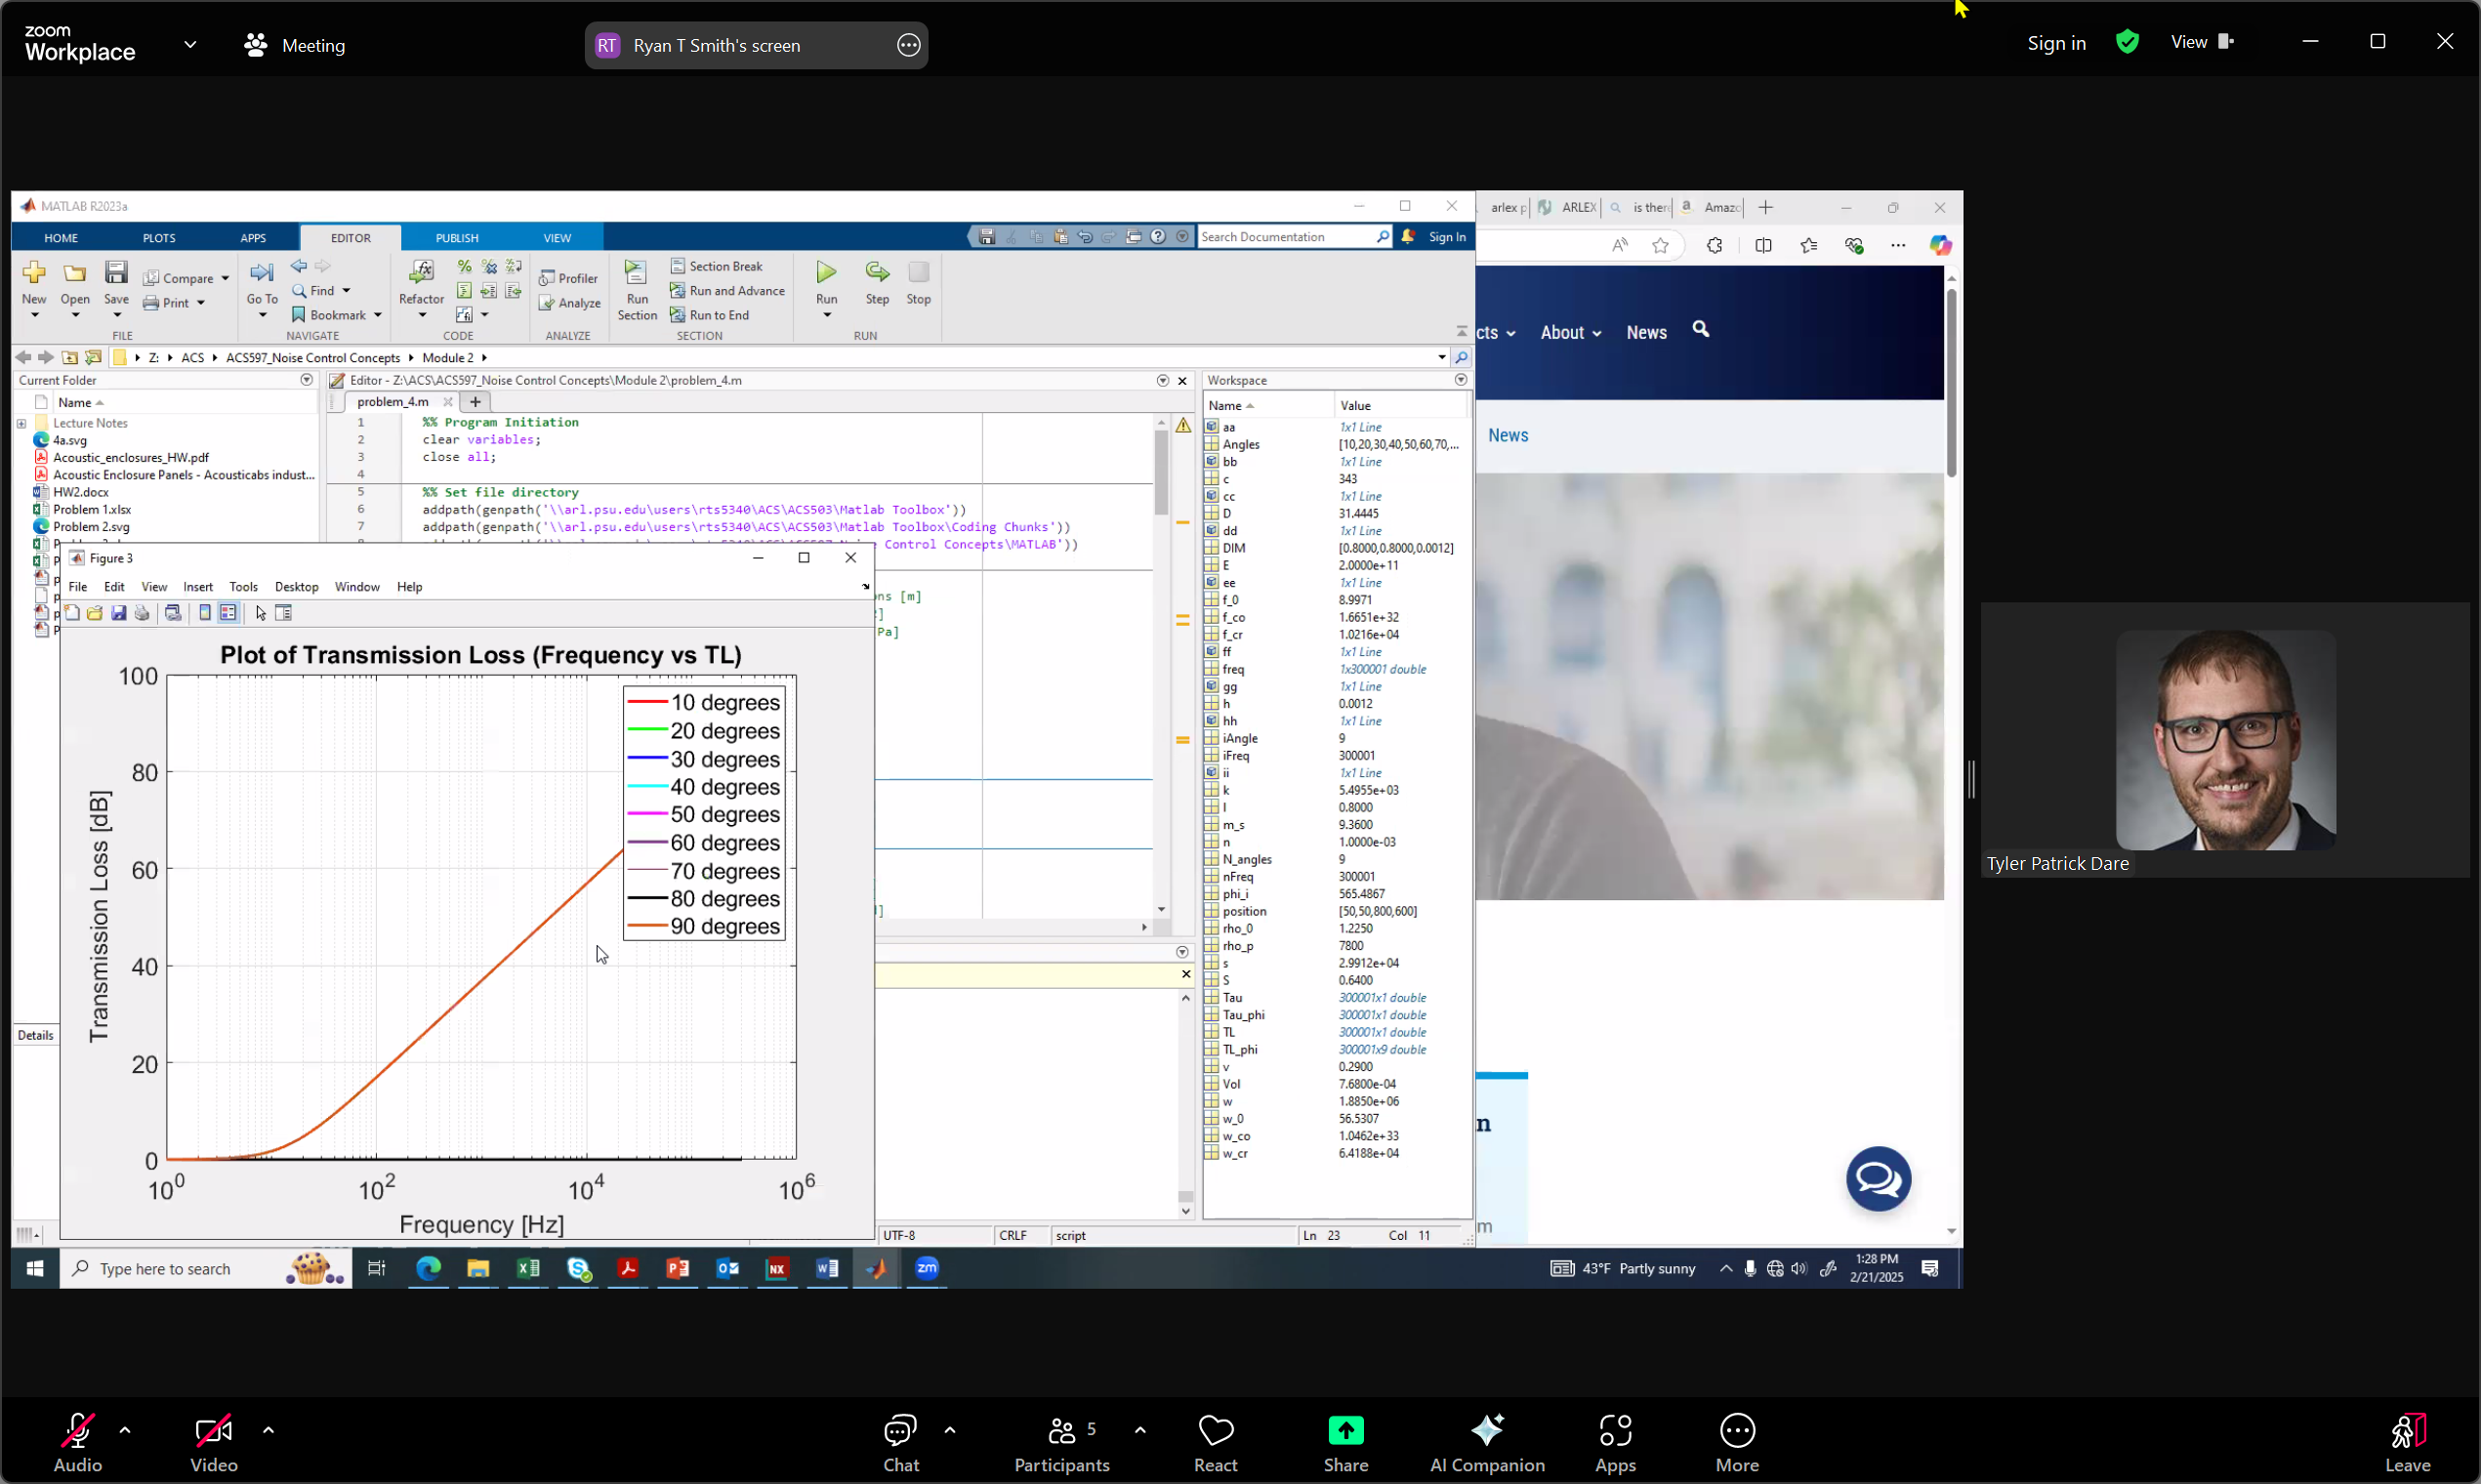 zoom
Workplace
Meeting
RT Ryan T Smith's screen
Sign in
View
MATLAB R2023a
HOME PLOTS APPS EDITOR PUBLISH VIEW
Search Documentation
Sign In
New Open Save Compare Print
Go To Find Bookmark
Refactor
Profiler Analyze
Run Section
Section Break
Run and Advance
Run to End
Run Step Stop
FILE NAVIGATE CODE ANALYZE SECTION RUN
Z: ACS ACS597_Noise Control Concepts Module 2
Current Folder
Name
Lecture Notes
4a.svg
Acoustic_enclosures_HW.pdf
Acoustic Enclosure Panels - Acousticabs indust...
HW2.docx
Problem 1.xlsx
Problem 2.svg
Details
Editor - Z:\ACS\ACS597_Noise Control Concepts\Module 2\problem_4.m
problem_4.m
1 %% Program Initiation
2 clear variables;
3 close all;
4
5 %% Set file directory
6 addpath(genpath('\\arl.psu.edu\users\rts5340\ACS\ACS503\Matlab Toolbox'))
7 addpath(genpath('\\arl.psu.edu\users\rts5340\ACS\ACS503\Matlab Toolbox\Coding Chunks'))
Control Concepts\MATLAB'))
ns [m]
]
Pa]
Figure 3
File Edit View Insert Tools Desktop Window Help
Plot of Transmission Loss (Frequency vs TL)
Transmission Loss [dB]
100
80
60
40
20
0
10 degrees
20 degrees
30 degrees
40 degrees
50 degrees
60 degrees
70 degrees
80 degrees
90 degrees
10^0 10^2 10^4 10^6
Frequency [Hz]
Workspace
Name Value
aa 1x1 Line
Angles [10,20,30,40,50,60,70,...
bb 1x1 Line
c 343
cc 1x1 Line
D 31.4445
dd 1x1 Line
DIM [0.8000,0.8000,0.0012]
E 2.0000e+11
ee 1x1 Line
f_0 8.9971
f_co 1.6651e+32
f_cr 1.0216e+04
ff 1x1 Line
freq 1x300001 double
gg 1x1 Line
h 0.0012
hh 1x1 Line
iAngle 9
iFreq 300001
ii 1x1 Line
k 5.4955e+03
l 0.8000
m_s 9.3600
n 1.0000e-03
N_angles 9
nFreq 300001
phi_i 565.4867
position [50,50,800,600]
rho_0 1.2250
rho_p 7800
s 2.9912e+04
S 0.6400
Tau 300001x1 double
Tau_phi 300001x1 double
TL 300001x1 double
TL_phi 300001x9 double
v 0.2900
Vol 7.6800e-04
w 1.8850e+06
w_0 56.5307
w_co 1.0462e+33
w_cr 6.4188e+04
UTF-8 CRLF script Ln 23 Col 11
arlex p ARLEX is there Amazo
cts About News
News
n
m
Type here to search
zm
43°F Partly sunny
1:28 PM
2/21/2025
Tyler Patrick Dare
Audio Video Chat Participants 5 React Share AI Companion Apps More Leave